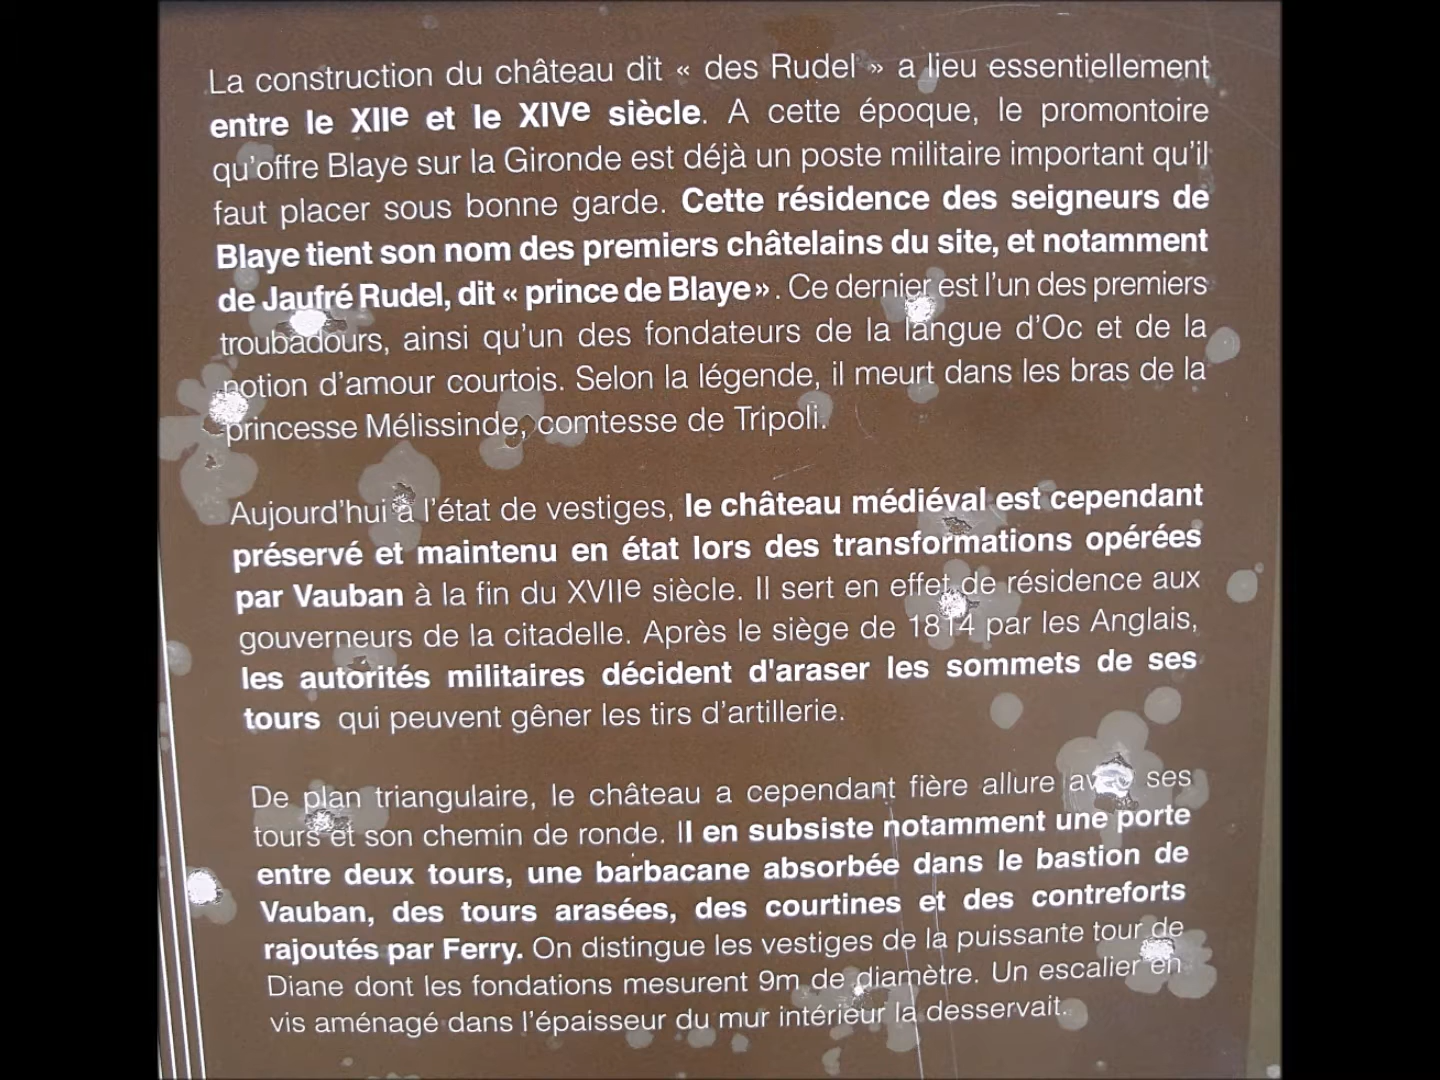 La construction du château dit « des Rudel » a lieu essentiellement
entre le XIIe et le XIVe siècle. A cette époque, le promontoire
qu'offre Blaye sur la Gironde est déjà un poste militaire important qu'il
faut placer sous bonne garde. Cette résidence des seigneurs de
Blaye tient son nom des premiers châtelains du site, et notamment
de Jaufré Rudel, dit « prince de Blaye» . Ce dernier est l'un des premiers
troubadours, ainsi qu'un des fondateurs de la langue d'Oc et de la
notion d'amour courtois. Selon la légende, il meurt dans les bras de la
princesse Mélissinde, comtesse de Tripoli.
Aujourd'hui à l'état de vestiges, le château médiéval est cependant
préservé et maintenu en état lors des transformations opérées
par Vauban à la fin du XVIIe siècle. Il sert en effet de résidence aux
gouverneurs de la citadelle. Après le siège de 1814 par les Anglais,
les autorités militaires décident d'araser les sommets de ses
tours qui peuvent gêner les tirs d'artillerie.
De plan triangulaire, le château a cependant fière allure avec ses
tours et son chemin de ronde. Il en subsiste notamment une porte
entre deux tours, une barbacane absorbée dans le bastion de
Vauban, des tours arasées, des courtines et des contreforts
rajoutés par Ferry. On distingue les vestiges de la puissante tour de
Diane dont les fondations mesurent 9m de diamètre. Un escalier en
vis aménagé dans l'épaisseur du mur intérieur la desservait.